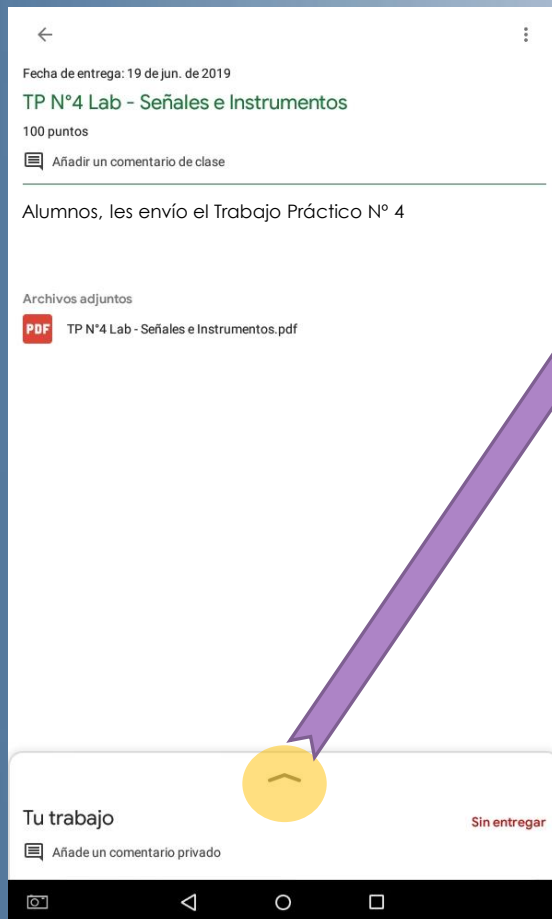 Fecha de entrega: 19 de jun. de 2019
TP N°4 Lab - Señales e Instrumentos
100 puntos
Añadir un comentario de clase
Alumnos, les envío el Trabajo Práctico Nº 4
Archivos adjuntos
PDF TP N°4 Lab - Señales e Instrumentos.pdf
Tu trabajo
Sin entregar
Añade un comentario privado